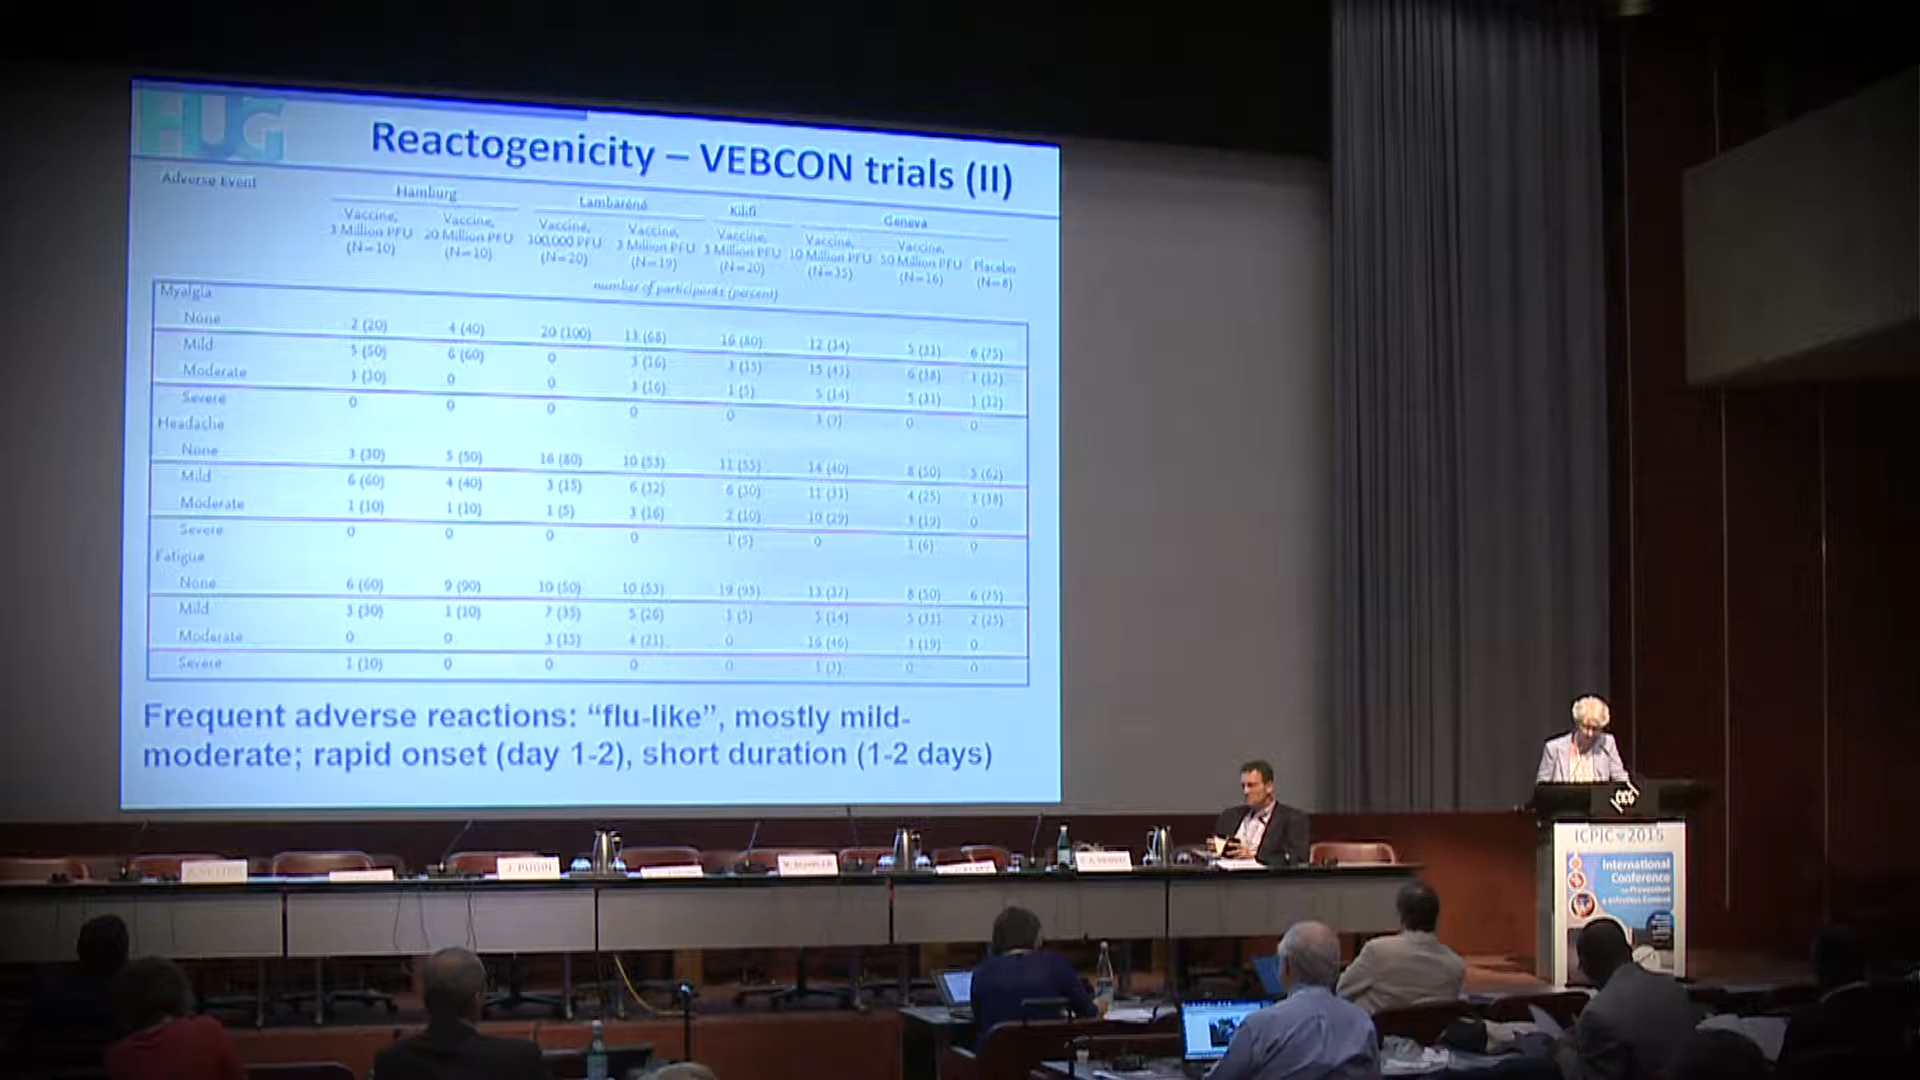 HUG
Reactogenicity – VEBCON trials (II)
Adverse Event
Hamburg Lambaréné Kilifi Geneva
Vaccine, 3 Million PFU (N=10)
Vaccine, 20 Million PFU (N=10)
Vaccine, 300,000 PFU (N=20)
Vaccine, 3 Million PFU (N=19)
Vaccine, 3 Million PFU (N=20)
Vaccine, 10 Million PFU (N=35)
Vaccine, 50 Million PFU (N=16)
Placebo (N=8)
number of participants (percent)
Myalgia
None 2 (20) 4 (40) 20 (100) 13 (68) 16 (80) 12 (34) 5 (31) 6 (75)
Mild 5 (50) 6 (60) 0 3 (16) 3 (15) 15 (43) 6 (38) 1 (12)
Moderate 3 (30) 0 0 3 (16) 1 (5) 5 (14) 5 (31) 1 (12)
Severe 0 0 0 0 0 3 (9) 0 0
Headache
None 3 (30) 5 (50) 16 (80) 10 (53) 11 (55) 14 (40) 8 (50) 5 (62)
Mild 6 (60) 4 (40) 3 (15) 6 (32) 6 (30) 11 (31) 4 (25) 3 (38)
Moderate 1 (10) 1 (10) 1 (5) 3 (16) 2 (10) 10 (29) 3 (19) 0
Severe 0 0 0 0 1 (5) 0 1 (6) 0
Fatigue
None 6 (60) 9 (90) 10 (50) 10 (53) 19 (95) 13 (37) 8 (50) 6 (75)
Mild 3 (30) 1 (10) 7 (35) 5 (26) 1 (5) 5 (14) 5 (31) 2 (25)
Moderate 0 0 3 (15) 4 (21) 0 16 (46) 3 (19) 0
Severe 1 (10) 0 0 0 0 1 (3) 0 0
Frequent adverse reactions: “flu-like”, mostly mild-
moderate; rapid onset (day 1-2), short duration (1-2 days)
J. PUGIN
ICPIC 2015
International
Conference
on Prevention
& Infection Control